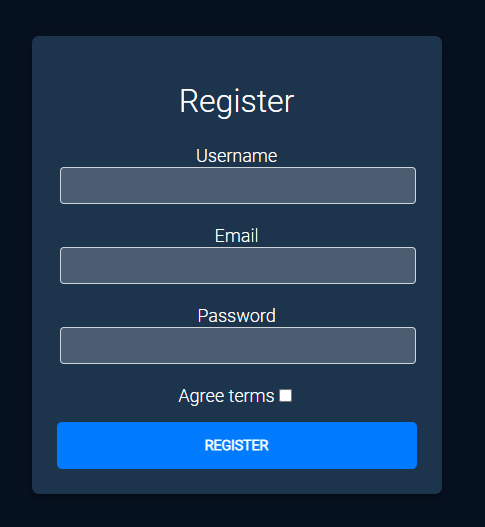 Register
Username
Email
Password
Agree terms
REGISTER